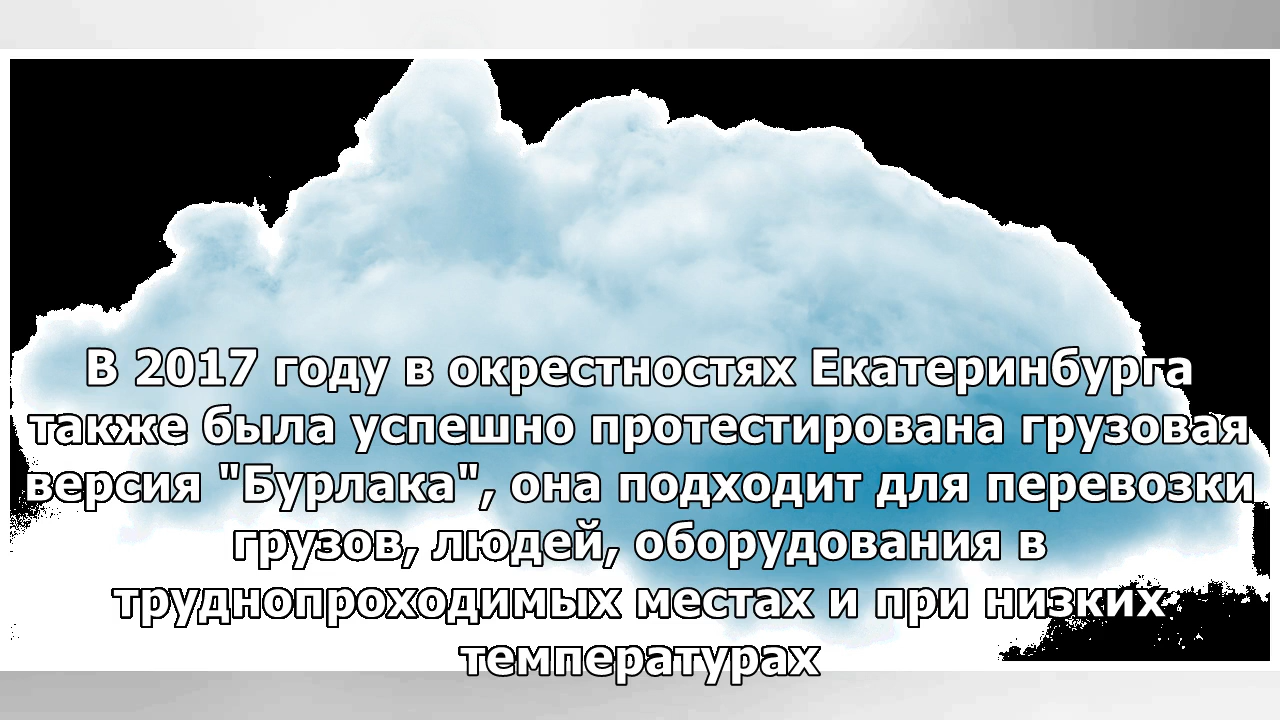 В 2017 году в окрестностях Екатеринбурга
также была успешно протестирована грузовая
версия "Бурлака", она подходит для перевозки
грузов, людей, оборудования в
труднопроходимых местах и при низких
температурах